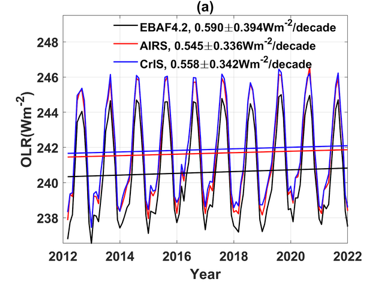 (a)
EBAF4.2, 0.590±0.394Wm⁻²/decade
AIRS, 0.545±0.336Wm⁻²/decade
CrIS, 0.558±0.342Wm⁻²/decade
OLR(Wm⁻²)
248
246
244
242
240
238
2012 2014 2016 2018 2020 2022
Year